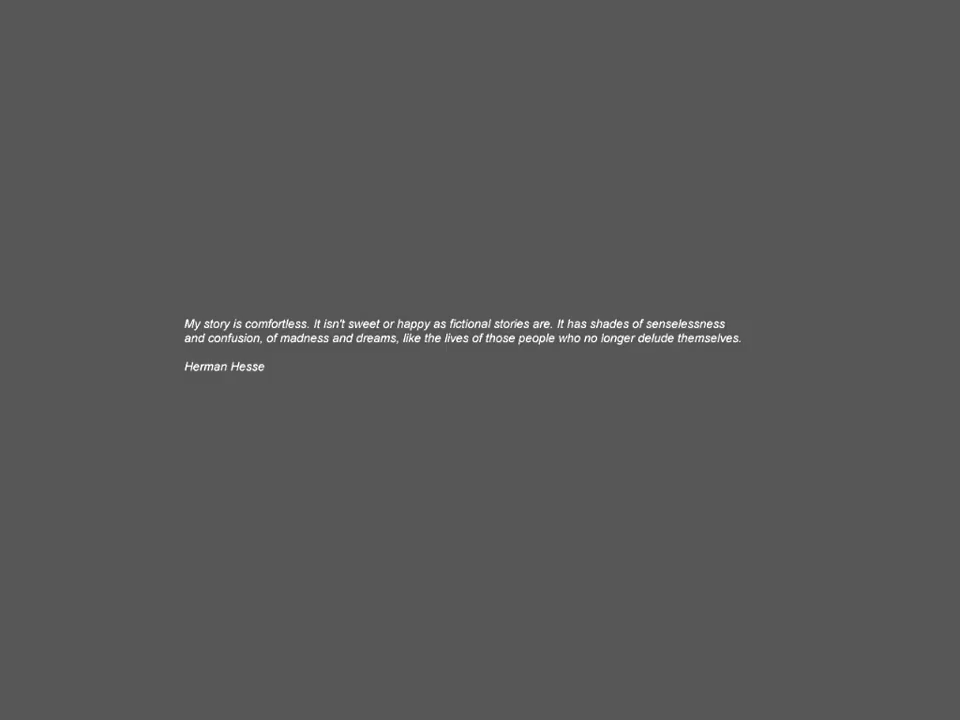 My story is comfortless. It isn't sweet or happy as fictional stories are. It has shades of senselessness
and confusion, of madness and dreams, like the lives of those people who no longer delude themselves.
Herman Hesse